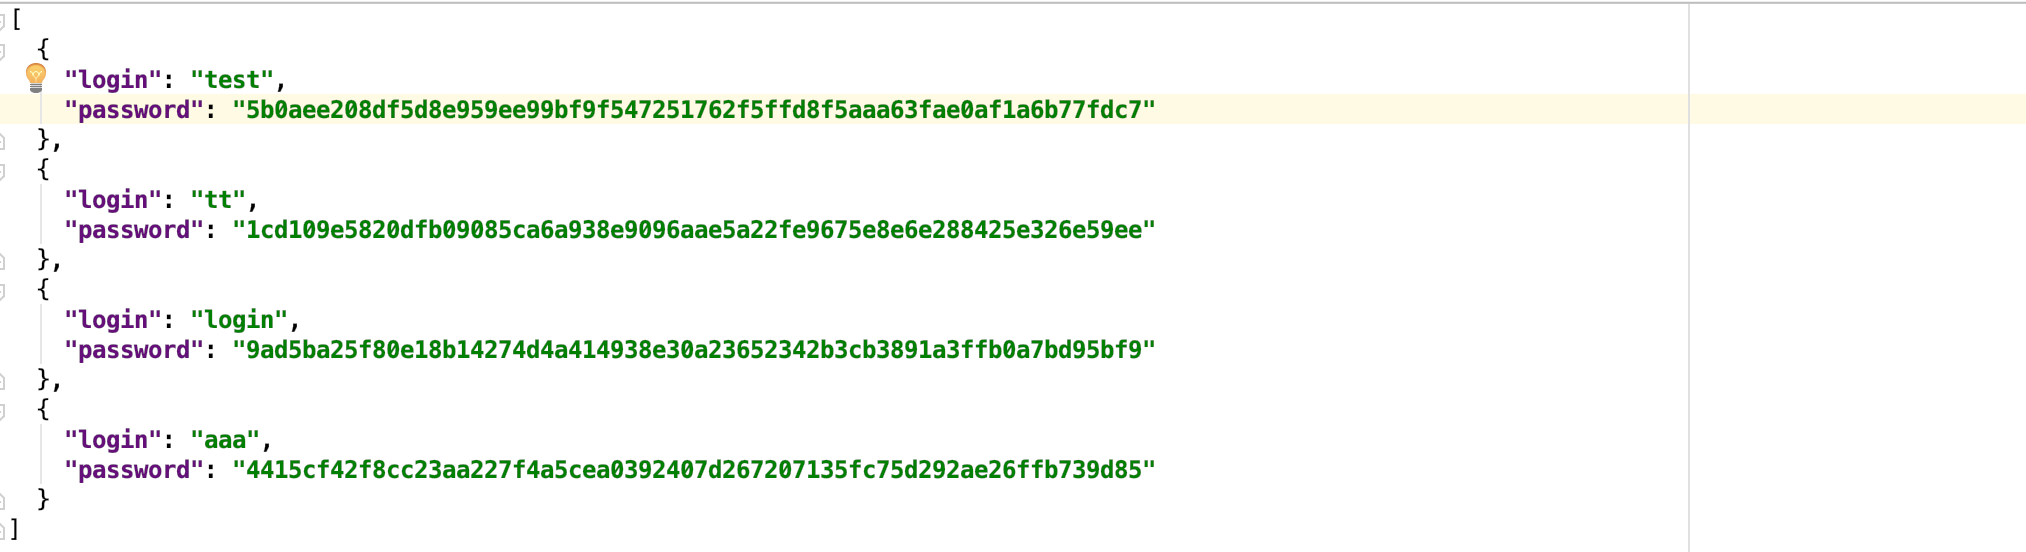 [
  {
    "login": "test",
    "password": "5b0aee208df5d8e959ee99bf9f547251762f5ffd8f5aaa63fae0af1a6b77fdc7"
  },
  {
    "login": "tt",
    "password": "1cd109e5820dfb09085ca6a938e9096aae5a22fe9675e8e6e288425e326e59ee"
  },
  {
    "login": "login",
    "password": "9ad5ba25f80e18b14274d4a414938e30a23652342b3cb3891a3ffb0a7bd95bf9"
  },
  {
    "login": "aaa",
    "password": "4415cf42f8cc23aa227f4a5cea0392407d267207135fc75d292ae26ffb739d85"
  }
]